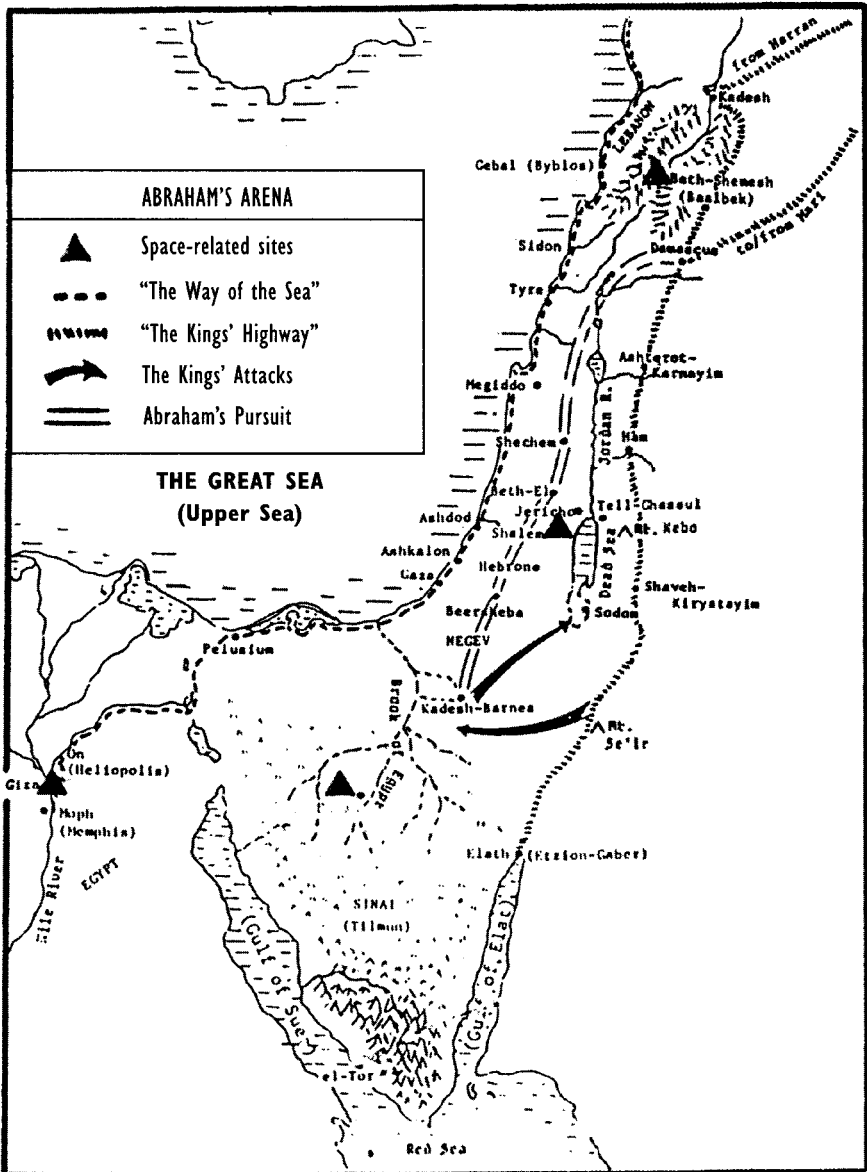 from Harran
Kadesh
LEBANON
Gebal (Byblos)
Beth-Shemesh
(Baalbek)
ABRAHAM'S ARENA
Space-related sites
"The Way of the Sea"
"The Kings' Highway"
The Kings' Attacks
Abraham's Pursuit
Sidon
Damascus
to/from Mari
Tyre
Ashterot-
Karnayim
Megiddo
Jordan R.
Shechem
Ham
THE GREAT SEA
(Upper Sea)
Beth-El
Jericho
Tell Ghassul
Ashdod
Shalem
Mt. Nebo
Ashkalon
Dead Sea
Gaza
Hebron
Shaveh-
Kiryatayim
Beersheba
Sodom
NEGEV
Pelusium
Kadesh-Barnea
Brook of Egypt
Mt.
Se'ir
On
(Heliopolis)
Giza
Moph
(Memphis)
EGYPT
Nile River
Elath (Etzion-Gaber)
SINAI
(Tilmun)
(Gulf of Suez)
(Gulf of Elat)
el-Tor
Red Sea